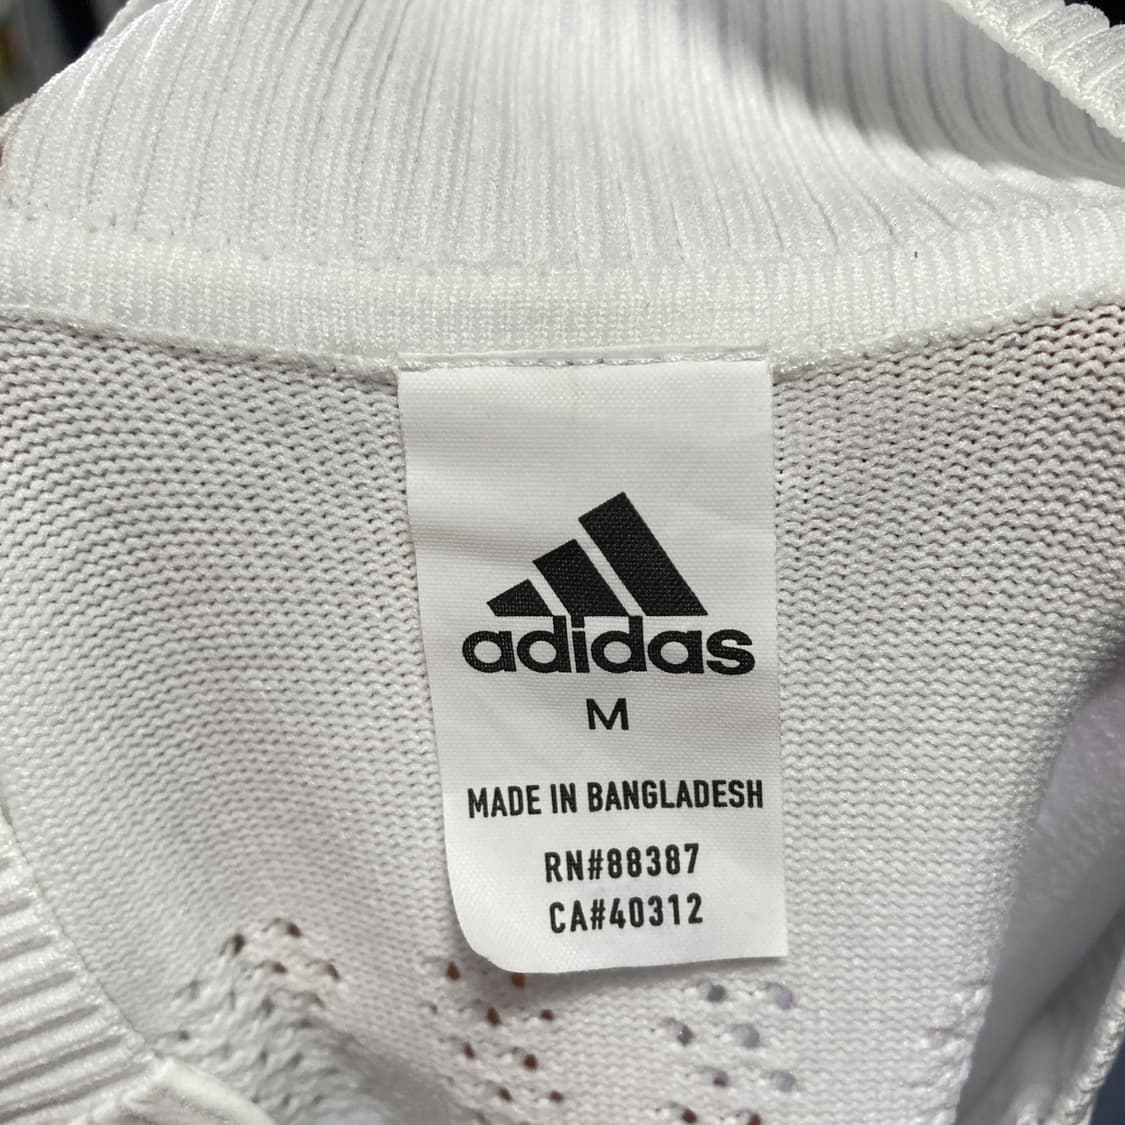 adidas
M
MADE IN BANGLADESH
RN#88387
CA#40312